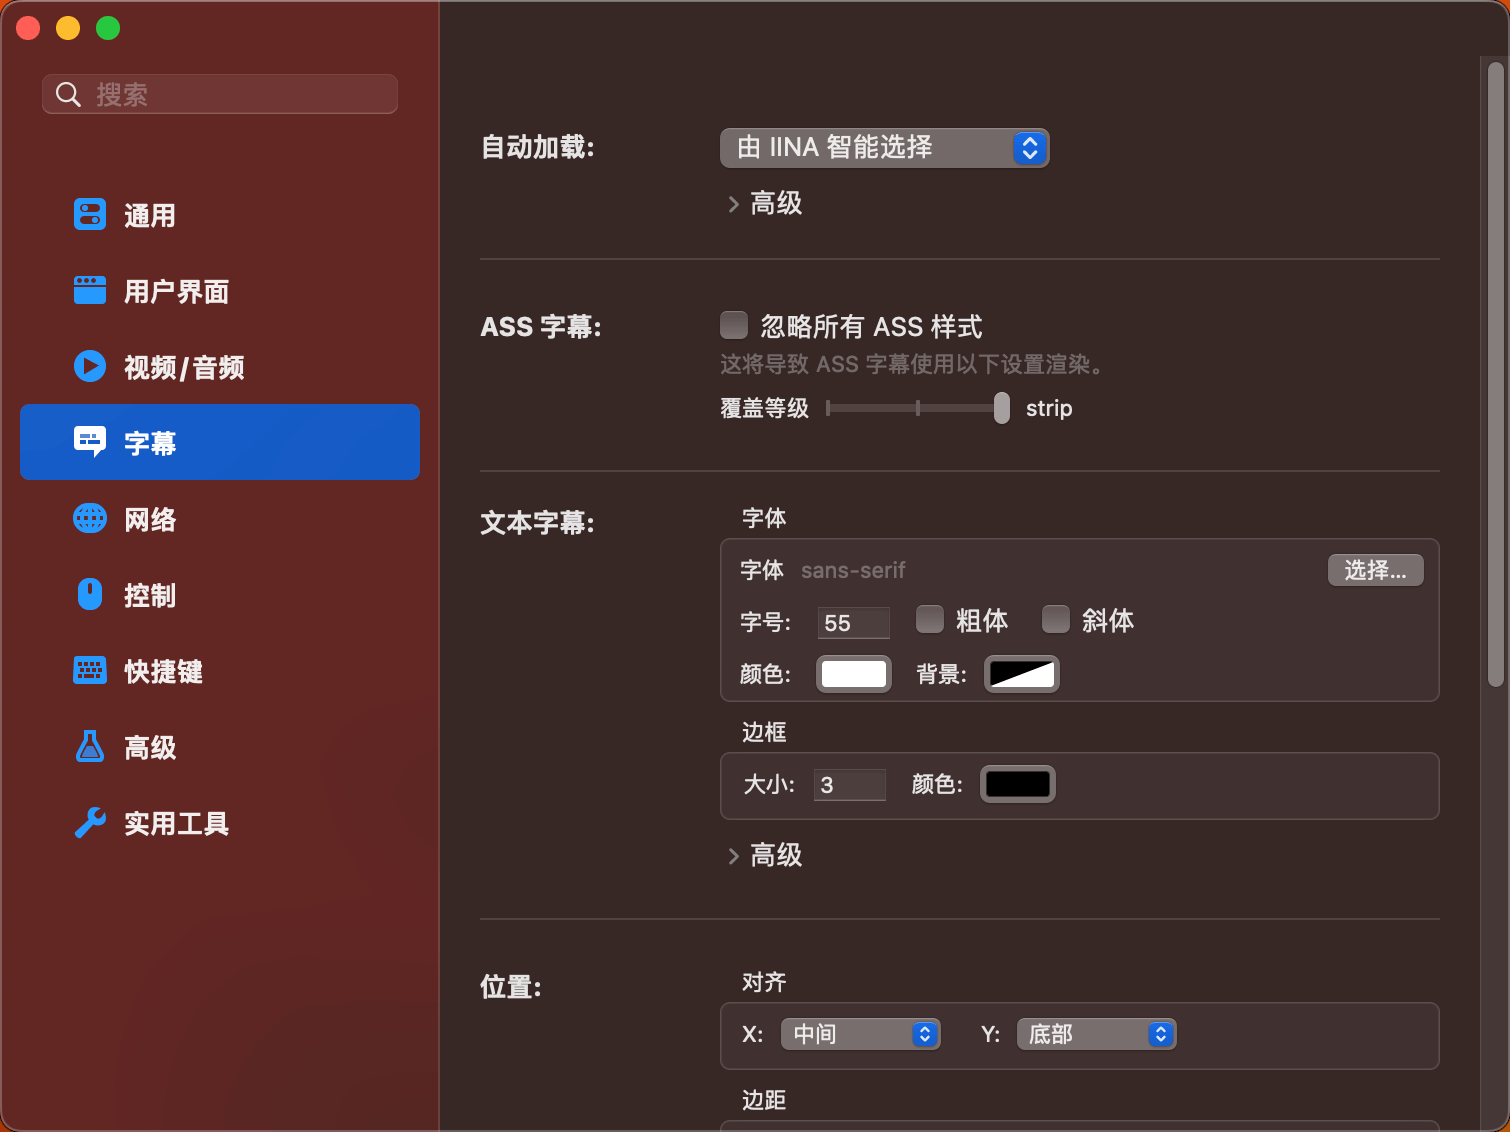 搜索
通用
用户界面
视频/音频
字幕
网络
控制
快捷键
高级
实用工具
自动加载: 由 IINA 智能选择
高级
ASS 字幕: 忽略所有 ASS 样式
这将导致 ASS 字幕使用以下设置渲染。
覆盖等级 strip
文本字幕: 字体
字体 sans-serif 选择...
字号: 55 粗体 斜体
颜色: 背景:
边框
大小: 3 颜色:
高级
位置: 对齐
X: 中间 Y: 底部
边距